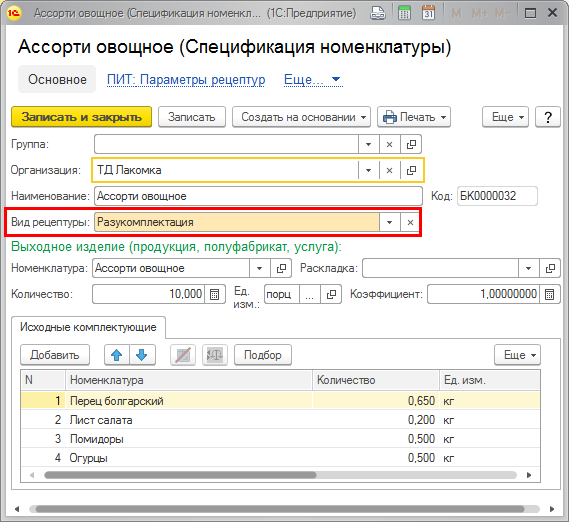 1С Ассорти овощное (Спецификация номенкл... (1С:Предприятие) 31 M M+ M-
Ассорти овощное (Спецификация номенклатуры)
Основное ПИТ: Параметры рецептур Еще...
Записать и закрыть Записать Создать на основании Печать Еще ?
Группа:
Организация: ТД Лакомка
Наименование: Ассорти овощное Код: БК0000032
Вид рецептуры: Разукомплектация
Выходное изделие (продукция, полуфабрикат, услуга):
Номенклатура: Ассорти овощное Раскладка:
Количество: 10,000 Ед. изм.: порц ... Коэффициент: 1,00000000
Исходные комплектующие
Добавить Подбор Еще
N Номенклатура Количество Ед. изм.
1 Перец болгарский 0,650 кг
2 Лист салата 0,200 кг
3 Помидоры 0,500 кг
4 Огурцы 0,500 кг